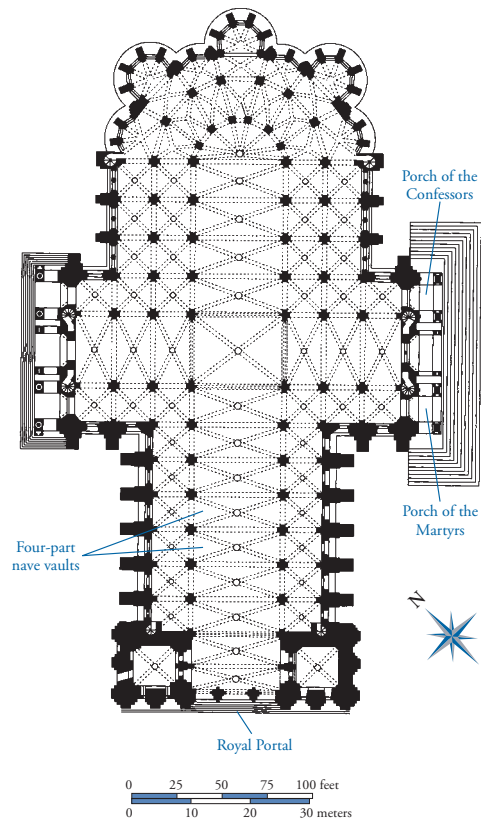 Porch of the
Confessors
Four-part
nave vaults
Porch of the
Martyrs
N
Royal Portal
0 25 50 75 100 feet
0 10 20 30 meters